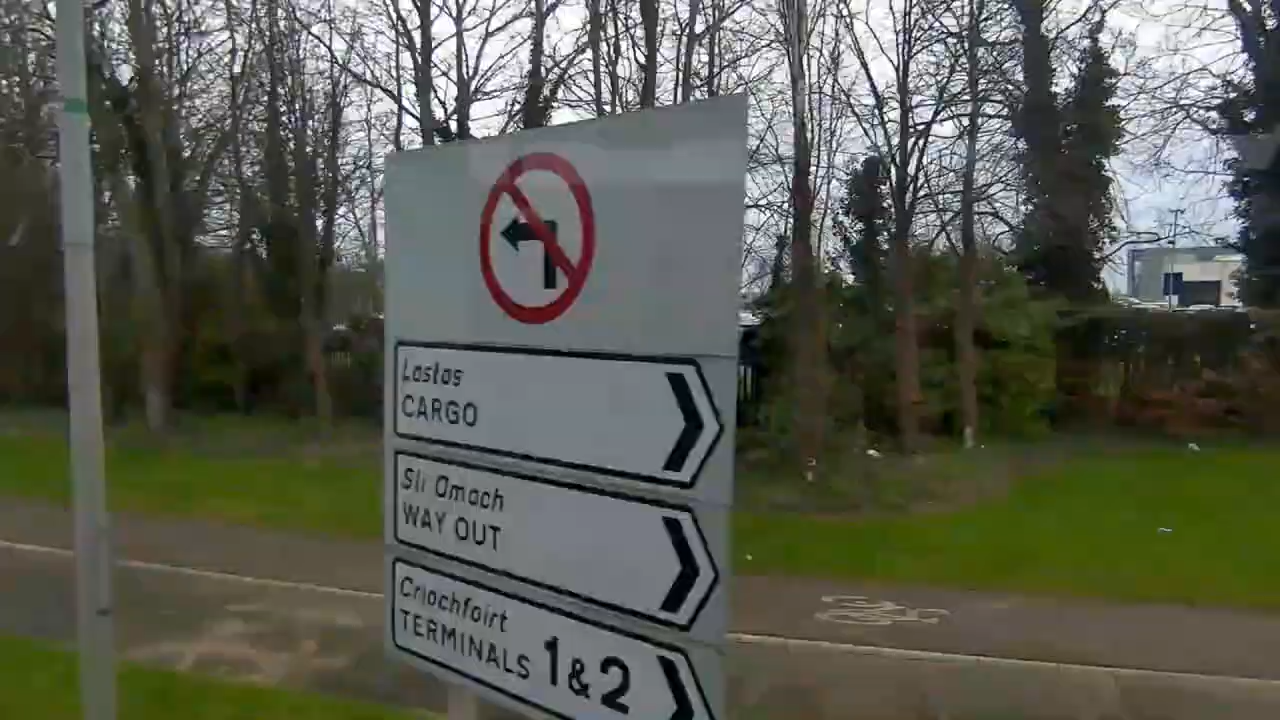 Lastas
CARGO
Slí Amach
WAY OUT
Críochfoirt
TERMINALS 1&2